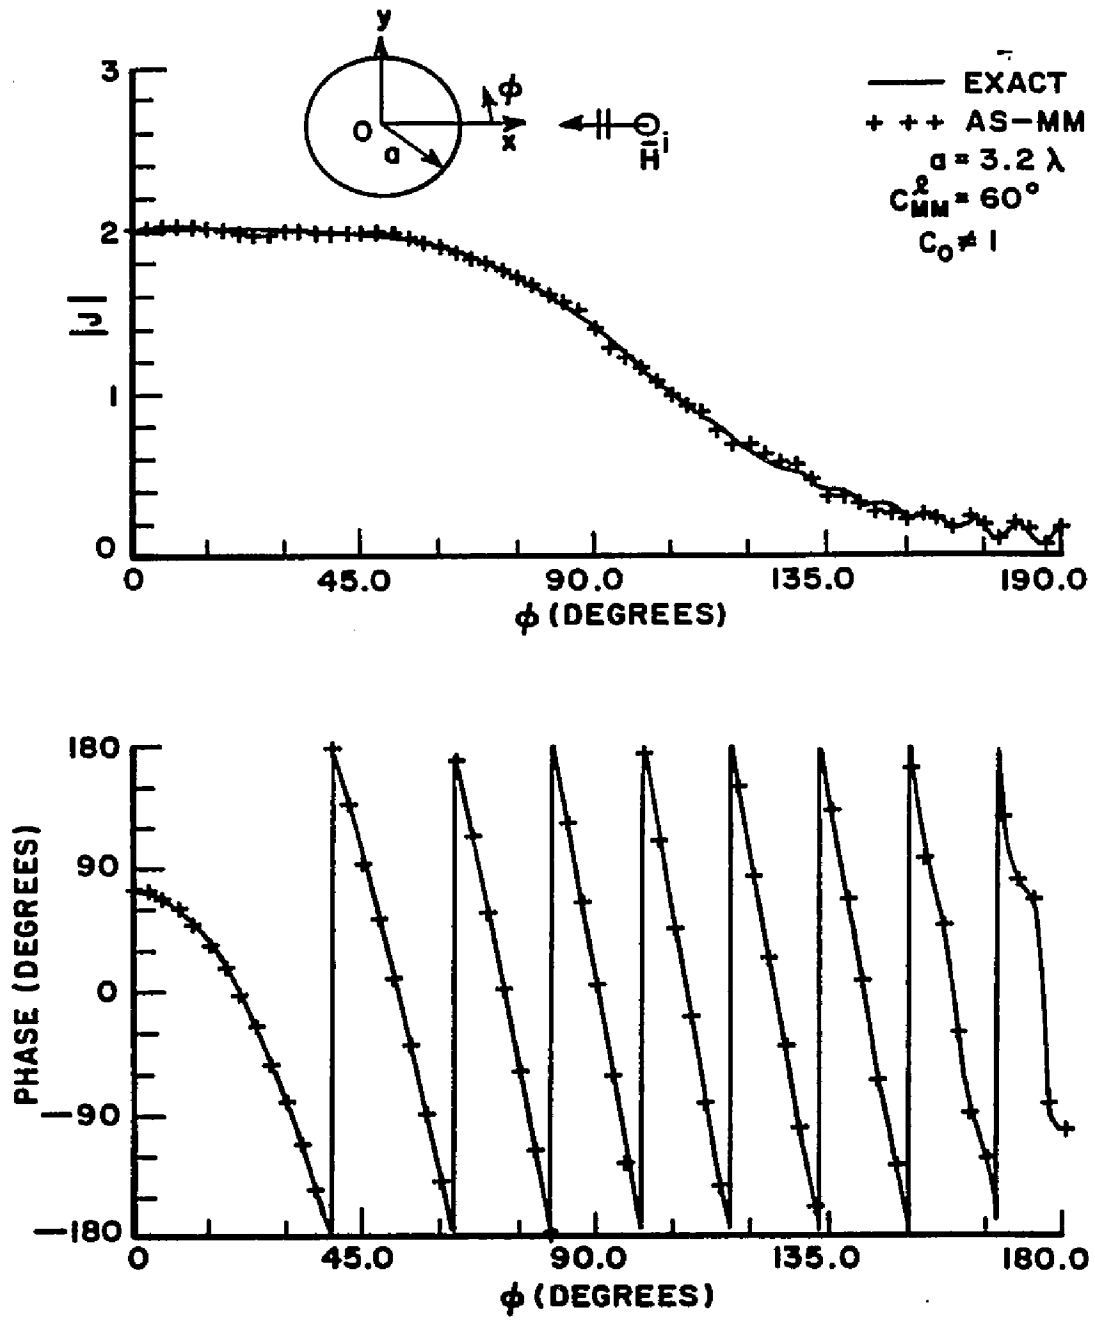 y
ϕ
O
x
a
H̄ⁱ
EXACT
+ + + AS-MM
a = 3.2 λ
C^ℓ_MM = 60°
C₀ ≠ 1
|J|
3
2
1
0
0 45.0 90.0 135.0 190.0
ϕ (DEGREES)
PHASE (DEGREES)
180
90
0
-90
-180
0 45.0 90.0 135.0 180.0
ϕ (DEGREES)